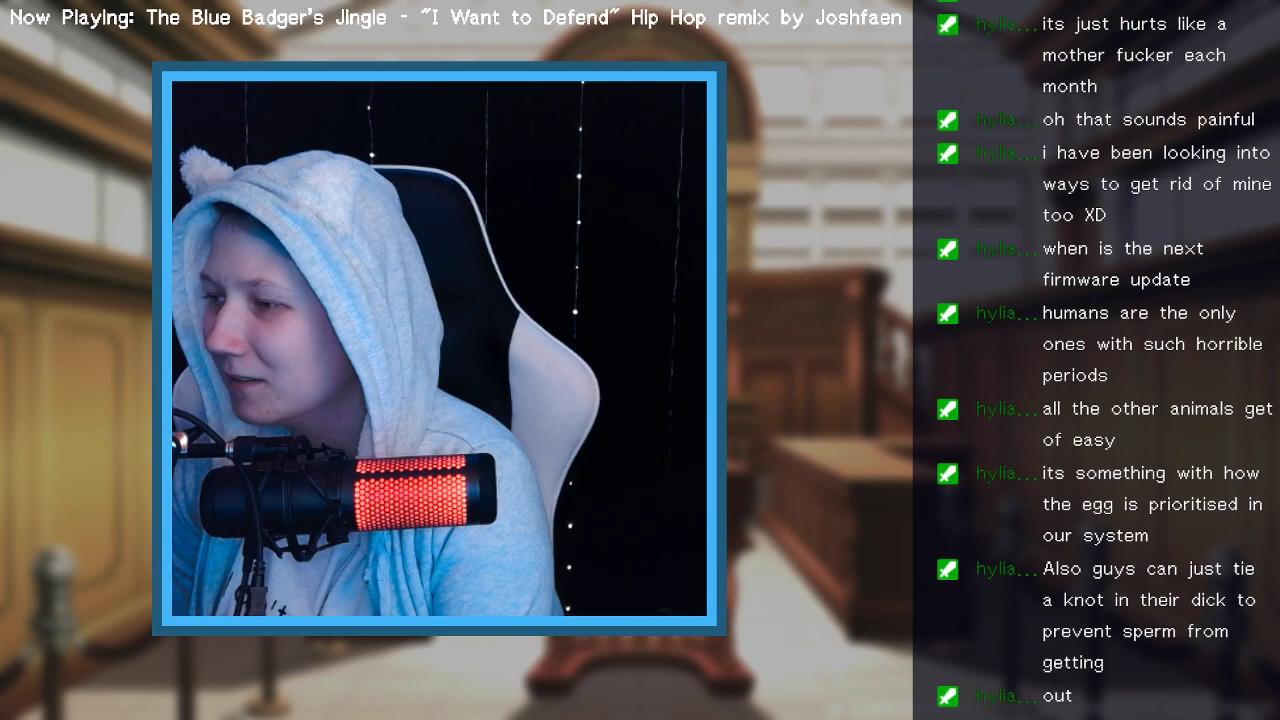 Now Playing: The Blue Badger's Jingle - "I Want to Defend" Hip Hop remix by Joshfaen
hylia... its just hurts like a
mother fucker each
month
hylia... oh that sounds painful
hylia... i have been looking into
ways to get rid of mine
too XD
hylia... when is the next
firmware update
hylia... humans are the only
ones with such horrible
periods
hylia... all the other animals get
of easy
hylia... its something with how
the egg is prioritised in
our system
hylia... Also guys can just tie
a knot in their dick to
prevent sperm from
getting
hylia... out